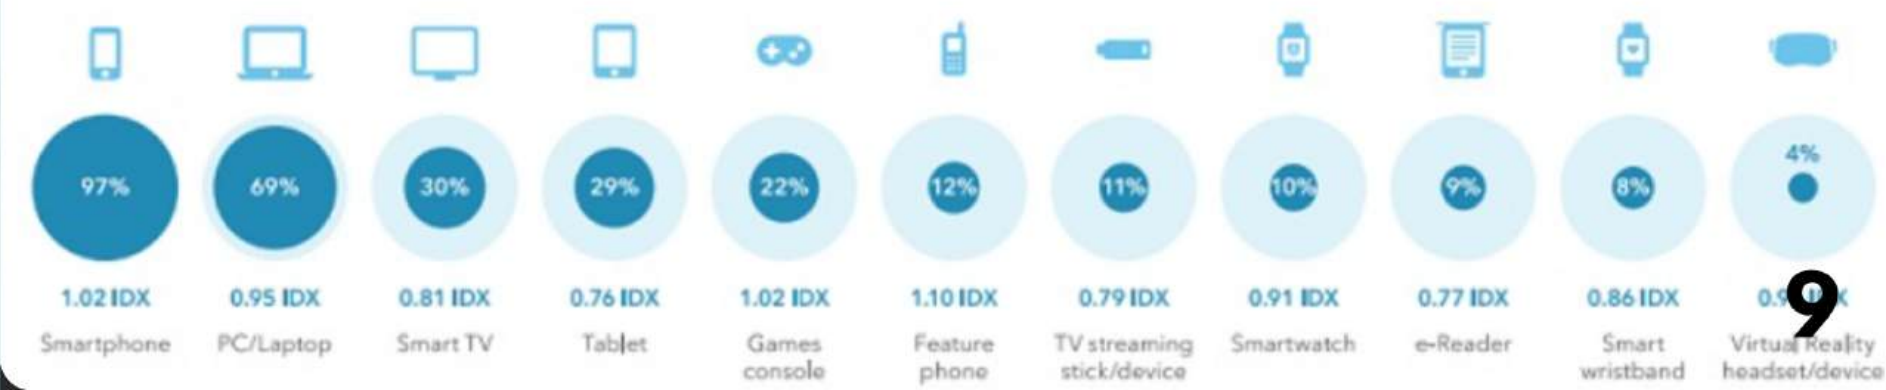 97% 69% 30% 29% 22% 12% 11% 10% 9% 8% 4%
1.02 IDX 0.95 IDX 0.81 IDX 0.76 IDX 1.02 IDX 1.10 IDX 0.79 IDX 0.91 IDX 0.77 IDX 0.86 IDX
9
Smartphone PC/Laptop Smart TV Tablet Games console Feature phone TV streaming stick/device Smartwatch e-Reader Smart wristband Virtual Reality headset/device